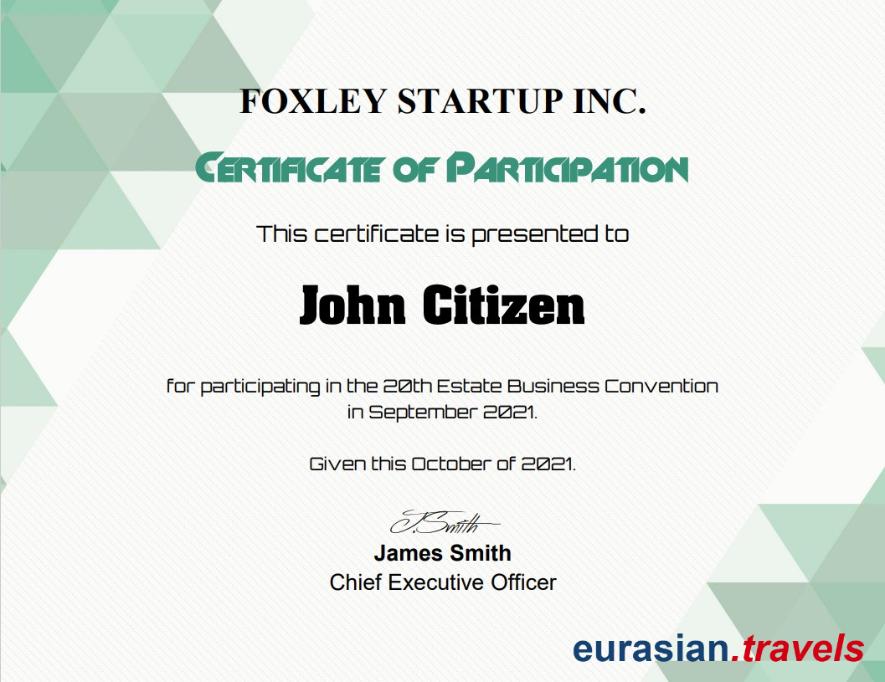 FOXLEY STARTUP INC.
CERTIFICATE OF PARTICIPATION
This certificate is presented to
John Citizen
for participating in the 20th Estate Business Convention
in September 2021.
Given this October of 2021.
J.Smith
James Smith
Chief Executive Officer
eurasian.travels